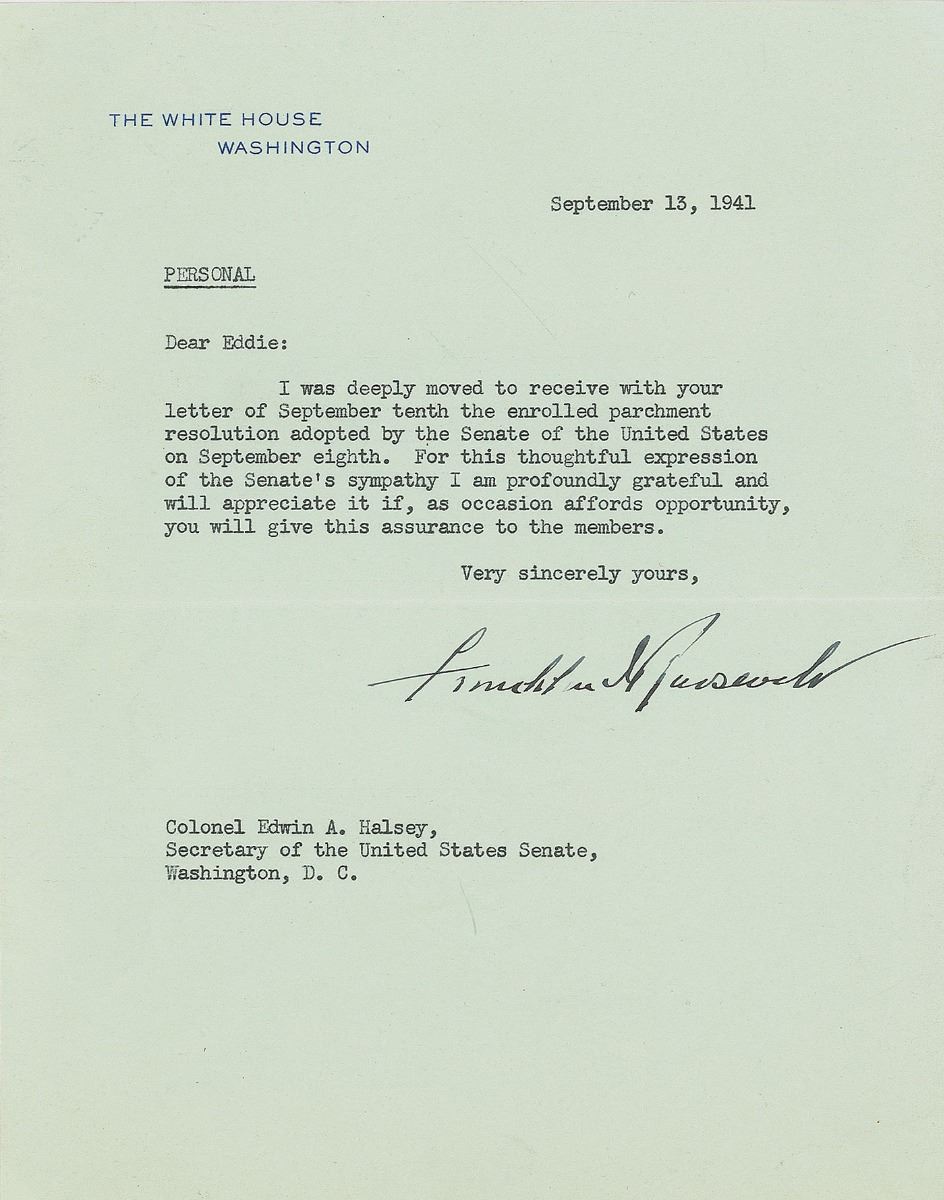 THE WHITE HOUSE
WASHINGTON
September 13, 1941
PERSONAL
Dear Eddie:
I was deeply moved to receive with your
letter of September tenth the enrolled parchment
resolution adopted by the Senate of the United States
on September eighth. For this thoughtful expression
of the Senate's sympathy I am profoundly grateful and
will appreciate it if, as occasion affords opportunity,
you will give this assurance to the members.
Very sincerely yours,
Franklin D Roosevelt
Colonel Edwin A. Halsey,
Secretary of the United States Senate,
Washington, D. C.